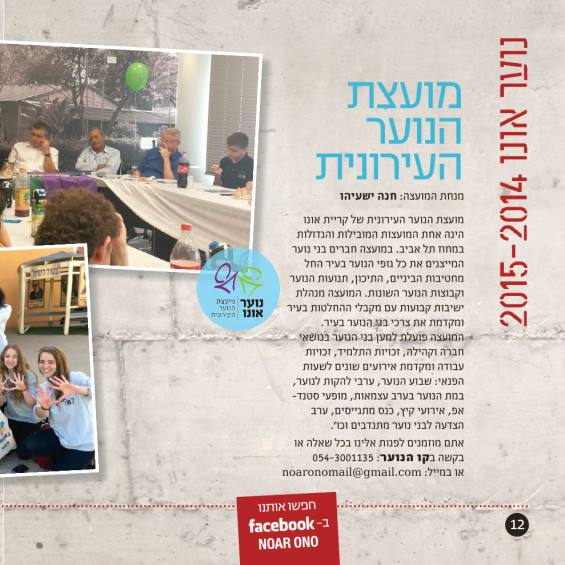 נוער אונו 2015-2014
מועצת
הנוער
העירונית
מנחת המועצה: חנה ישעיהו
מועצת הנוער העירונית של קריית אונו
הינה אחת המועצות המובילות והגדולות
במחוז תל אביב. במועצה חברים בני נוער
המייצגים את כל גופי הנוער בעיר החל
מחטיבות הביניים, התיכון, תנועות הנוער
וקבוצות הנוער השונות. המועצה מנהלת
ישיבות קבועות עם מקבלי ההחלטות בעיר
ומקדמת את צרכי בני הנוער בעיר.
המועצה פועלת למען בני הנוער בנושאי
חברה וקהילה, זכויות התלמיד, זכויות
עבודה ומקדמת אירועים שונים לשעות
הפנאי: שבוע הנוער, ערבי להקות לנוער,
במת הנוער בערב עצמאות, מופעי סטנד-
אפ, אירועי קיץ, כנס מתגייסים, ערב
הצדעה לבני נוער מתנדבים וכו'.
אתם מוזמנים לפנות אלינו בכל שאלה או
בקשה בקו הנוער: 054-3001135
או במייל: noaronomail@gmail.com
נוער
אונו
מועצת
הנוער
העירונית
חפשו אותנו
ב-facebook
NOAR ONO
12